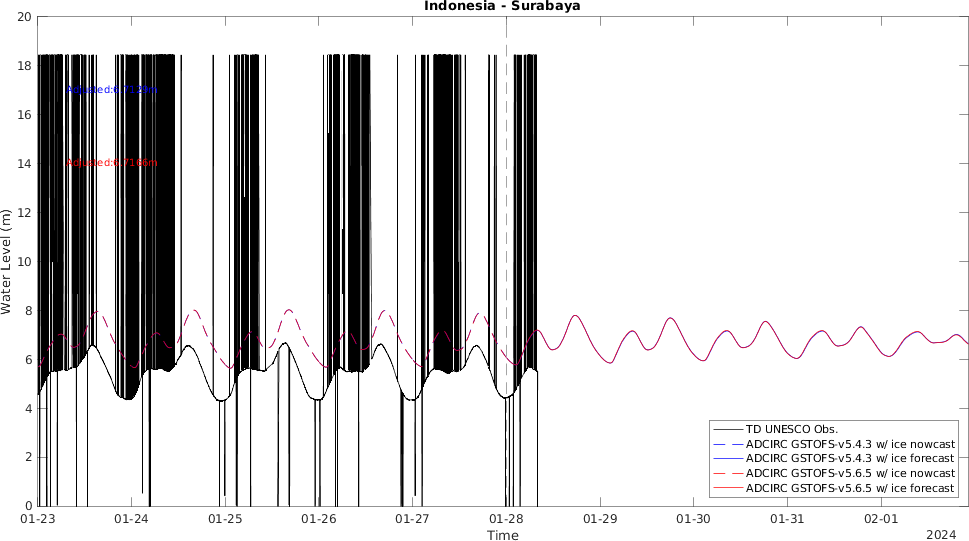 Indonesia - Surabaya
20
18
16
14
12
10
8
6
4
2
0
Water Level (m)
01-23
01-24
01-25
01-26
01-27
01-28
01-29
01-30
01-31
02-01
Time
2024
TD UNESCO Obs.
ADCIRC GSTOFS-v5.4.3 w/ ice nowcast
ADCIRC GSTOFS-v5.4.3 w/ ice forecast
ADCIRC GSTOFS-v5.6.5 w/ ice nowcast
ADCIRC GSTOFS-v5.6.5 w/ ice forecast